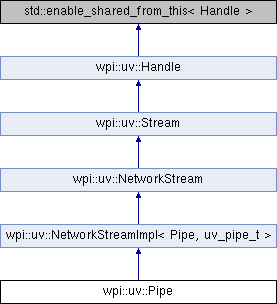 std::enable_shared_from_this< Handle >
wpi::uv::Handle
wpi::uv::Stream
wpi::uv::NetworkStream
wpi::uv::NetworkStreamImpl< Pipe, uv_pipe_t >
wpi::uv::Pipe